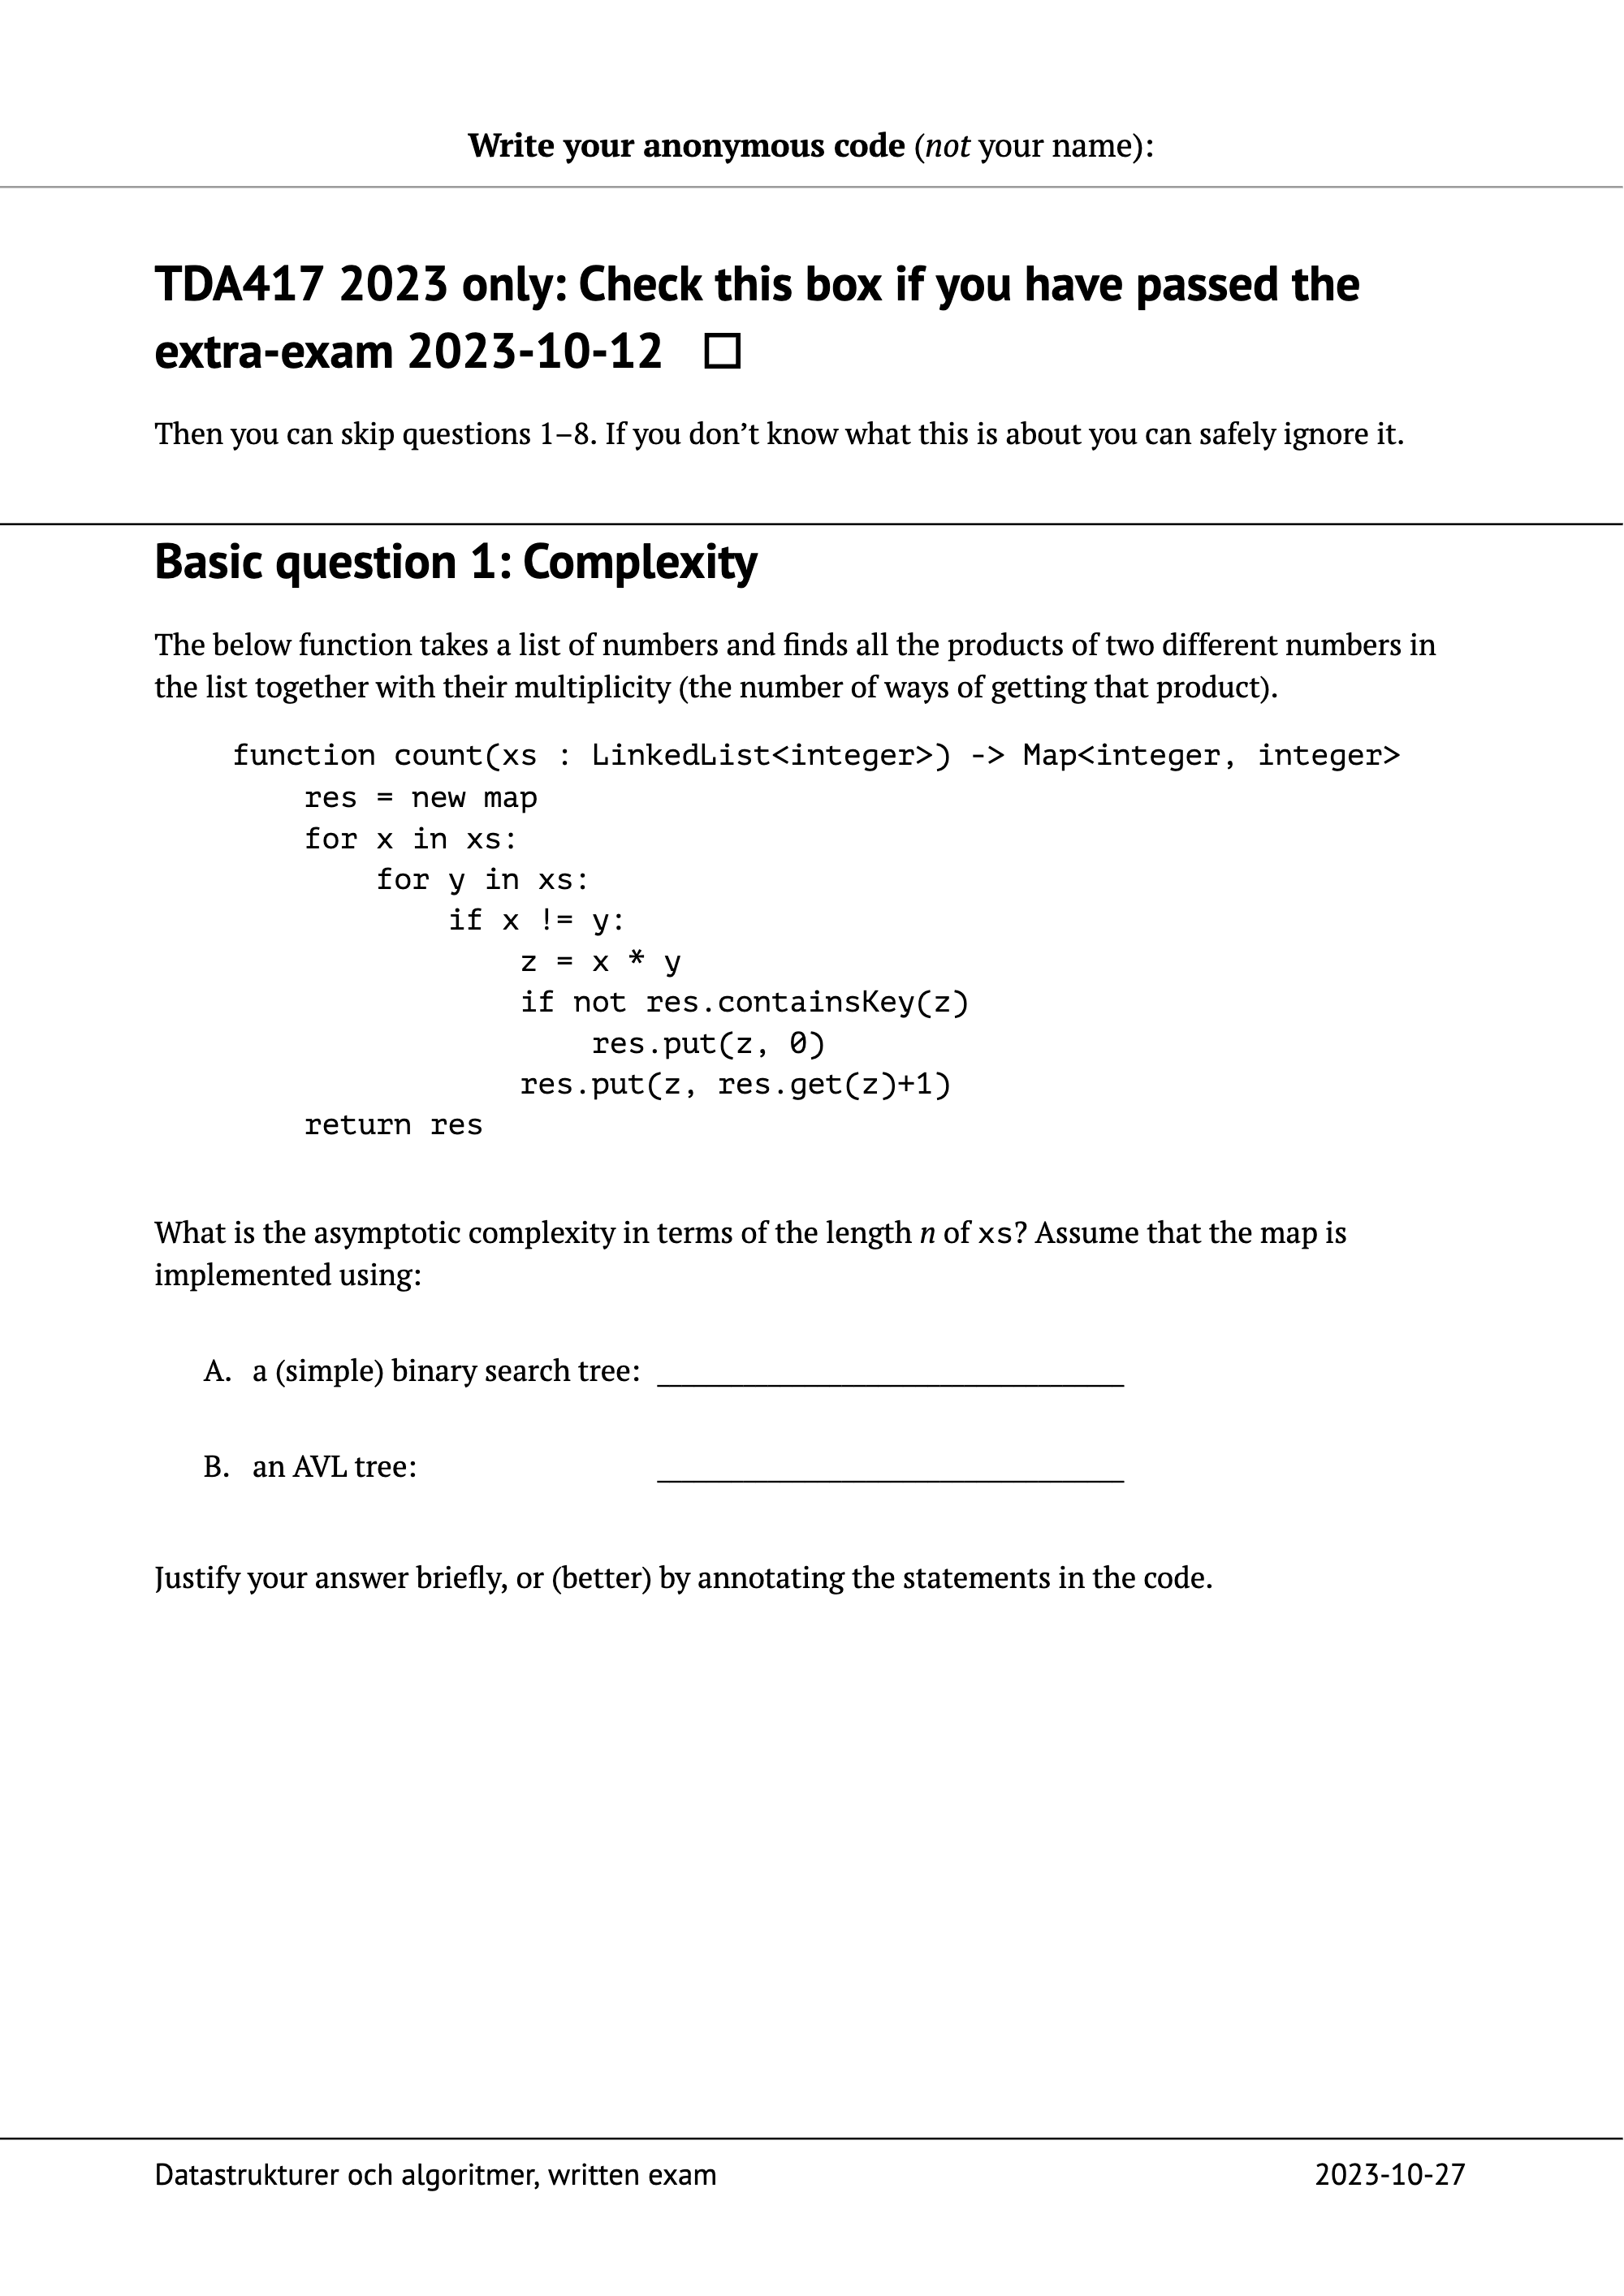 Write your anonymous code (not your name):
TDA417 2023 only: Check this box if you have passed the
extra-exam 2023-10-12 ☐
Then you can skip questions 1–8. If you don’t know what this is about you can safely ignore it.
Basic question 1: Complexity
The below function takes a list of numbers and finds all the products of two different numbers in
the list together with their multiplicity (the number of ways of getting that product).
function count(xs : LinkedList<integer>) -> Map<integer, integer>
    res = new map
    for x in xs:
        for y in xs:
            if x != y:
                z = x * y
                if not res.containsKey(z)
                    res.put(z, 0)
                res.put(z, res.get(z)+1)
    return res
What is the asymptotic complexity in terms of the length n of xs? Assume that the map is
implemented using:
A. a (simple) binary search tree: ______________________________
B. an AVL tree: ______________________________
Justify your answer briefly, or (better) by annotating the statements in the code.
Datastrukturer och algoritmer, written exam 2023-10-27